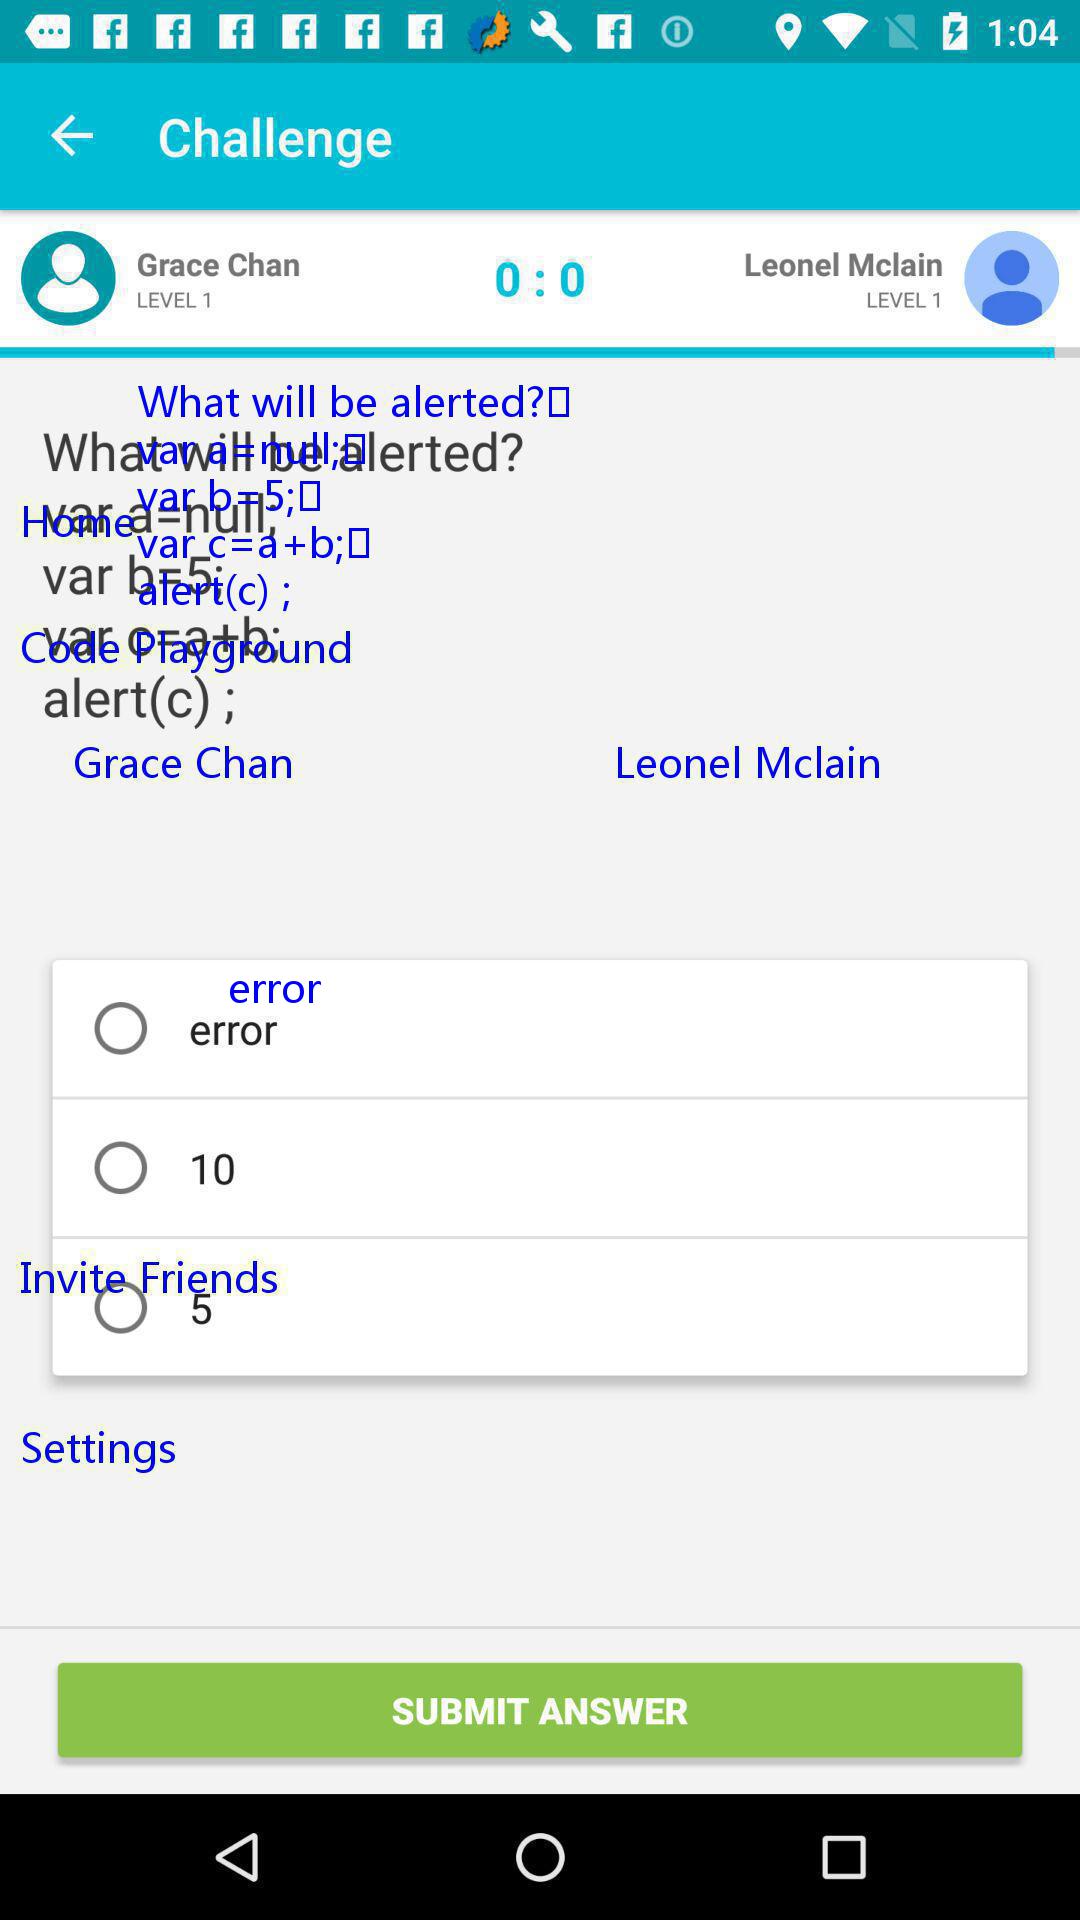 1:04
Challenge
Grace Chan
LEVEL 1
0 : 0
Leonel Mclain
LEVEL 1
What will be alerted?
var a=null;
var b=5;
var c=a+b;
alert(c) ;
What will be alerted?
var a=null;
var b=5;
var c=a+b;
alert(c) ;
Home
Code Playground
Grace Chan
Leonel Mclain
error
error
10
Invite Friends
5
Settings
SUBMIT ANSWER